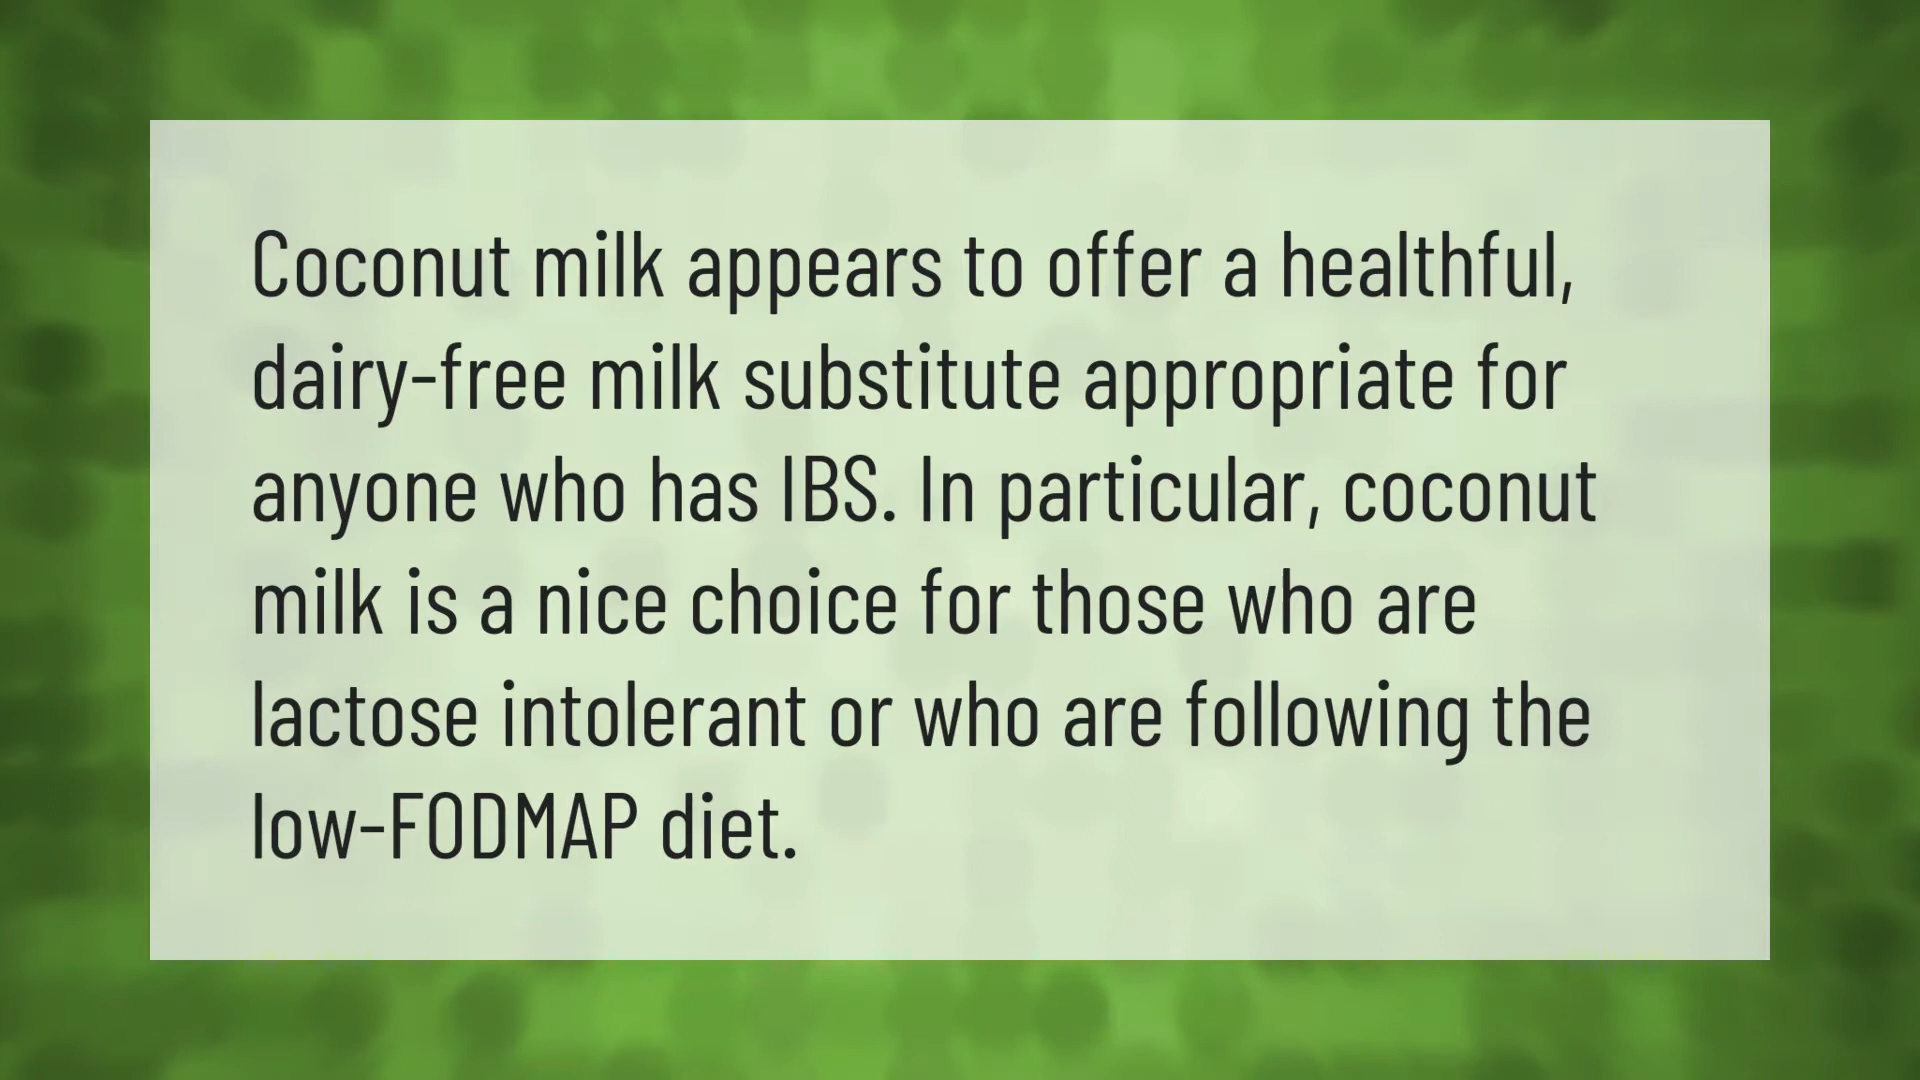 Coconut milk appears to offer a healthful,
dairy-free milk substitute appropriate for
anyone who has IBS. In particular, coconut
milk is a nice choice for those who are
lactose intolerant or who are following the
low-FODMAP diet.